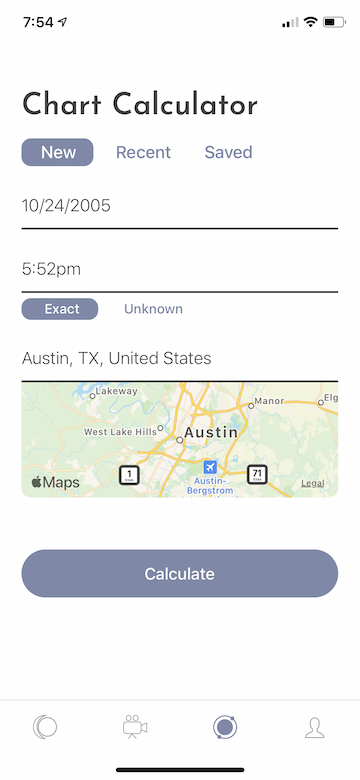 7:54
Chart Calculator
New Recent Saved
10/24/2005
5:52pm
Exact Unknown
Austin, TX, United States
Lakeway
Manor
Elg
West Lake Hills
Austin
1
71
Austin-
Bergstrom
Maps
Legal
Calculate